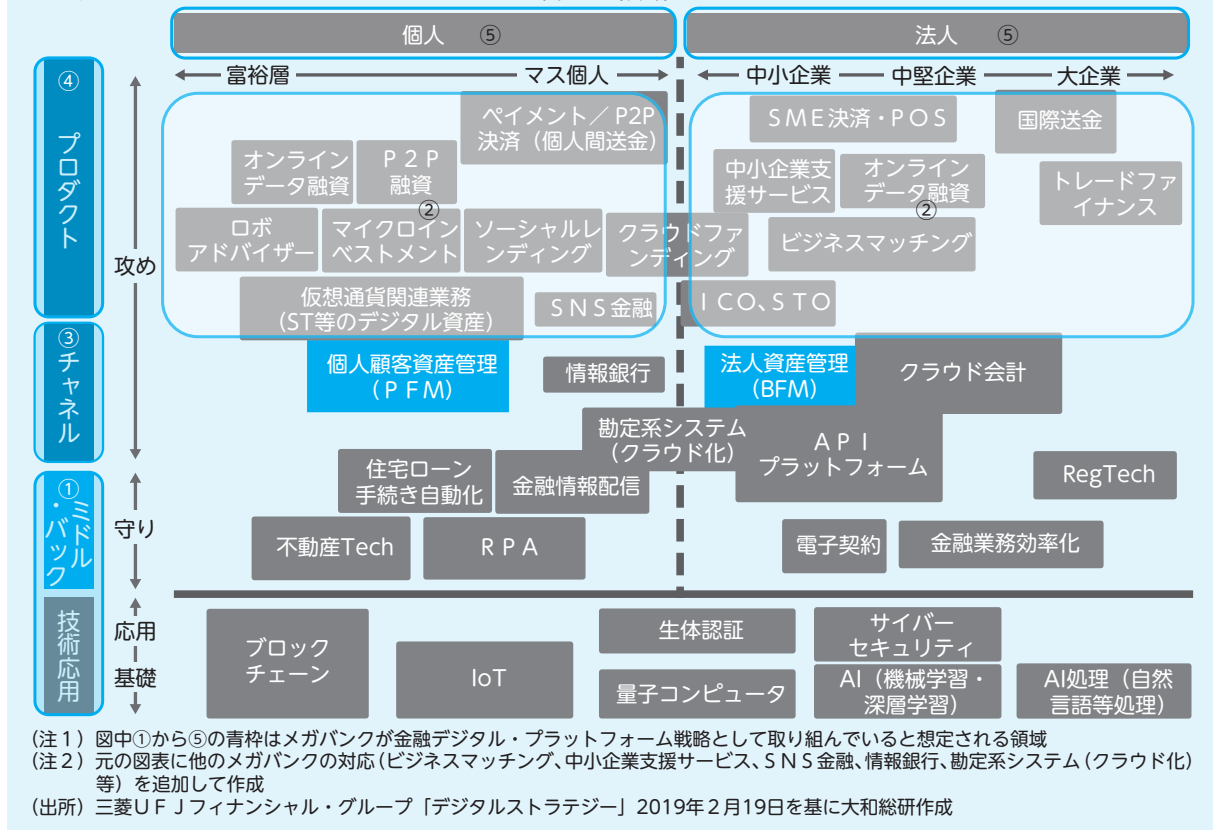 個人 ⑤
法人 ⑤
富裕層
マス個人
中小企業
中堅企業
大企業
④
プロダクト
攻め
ペイメント／P2P
決済（個人間送金）
SME決済・POS
国際送金
オンライン
データ融資
P2P
融資
②
中小企業支
援サービス
オンライン
データ融資
②
トレードファ
イナンス
ロボ
アドバイザー
マイクロイン
ベストメント
ソーシャルレ
ンディング
クラウドファ
ンディング
ビジネスマッチング
仮想通貨関連業務
（ST等のデジタル資産）
SNS金融
ICO、STO
③
チャネル
個人顧客資産管理
（PFM）
情報銀行
法人資産管理
（BFM）
クラウド会計
勘定系システム
（クラウド化）
API
プラットフォーム
①
ミドル
・バック
守り
住宅ローン
手続き自動化
金融情報配信
RegTech
不動産Tech
RPA
電子契約
金融業務効率化
技術応用
応用
基礎
ブロック
チェーン
IoT
生体認証
サイバー
セキュリティ
量子コンピュータ
AI（機械学習・
深層学習）
AI処理（自然
言語等処理）
（注１）図中①から⑤の青枠はメガバンクが金融デジタル・プラットフォーム戦略として取り組んでいると想定される領域
（注２）元の図表に他のメガバンクの対応（ビジネスマッチング、中小企業支援サービス、ＳＮＳ金融、情報銀行、勘定系システム（クラウド化）
等）を追加して作成
（出所）三菱ＵＦＪフィナンシャル・グループ「デジタルストラテジー」2019年２月19日を基に大和総研作成